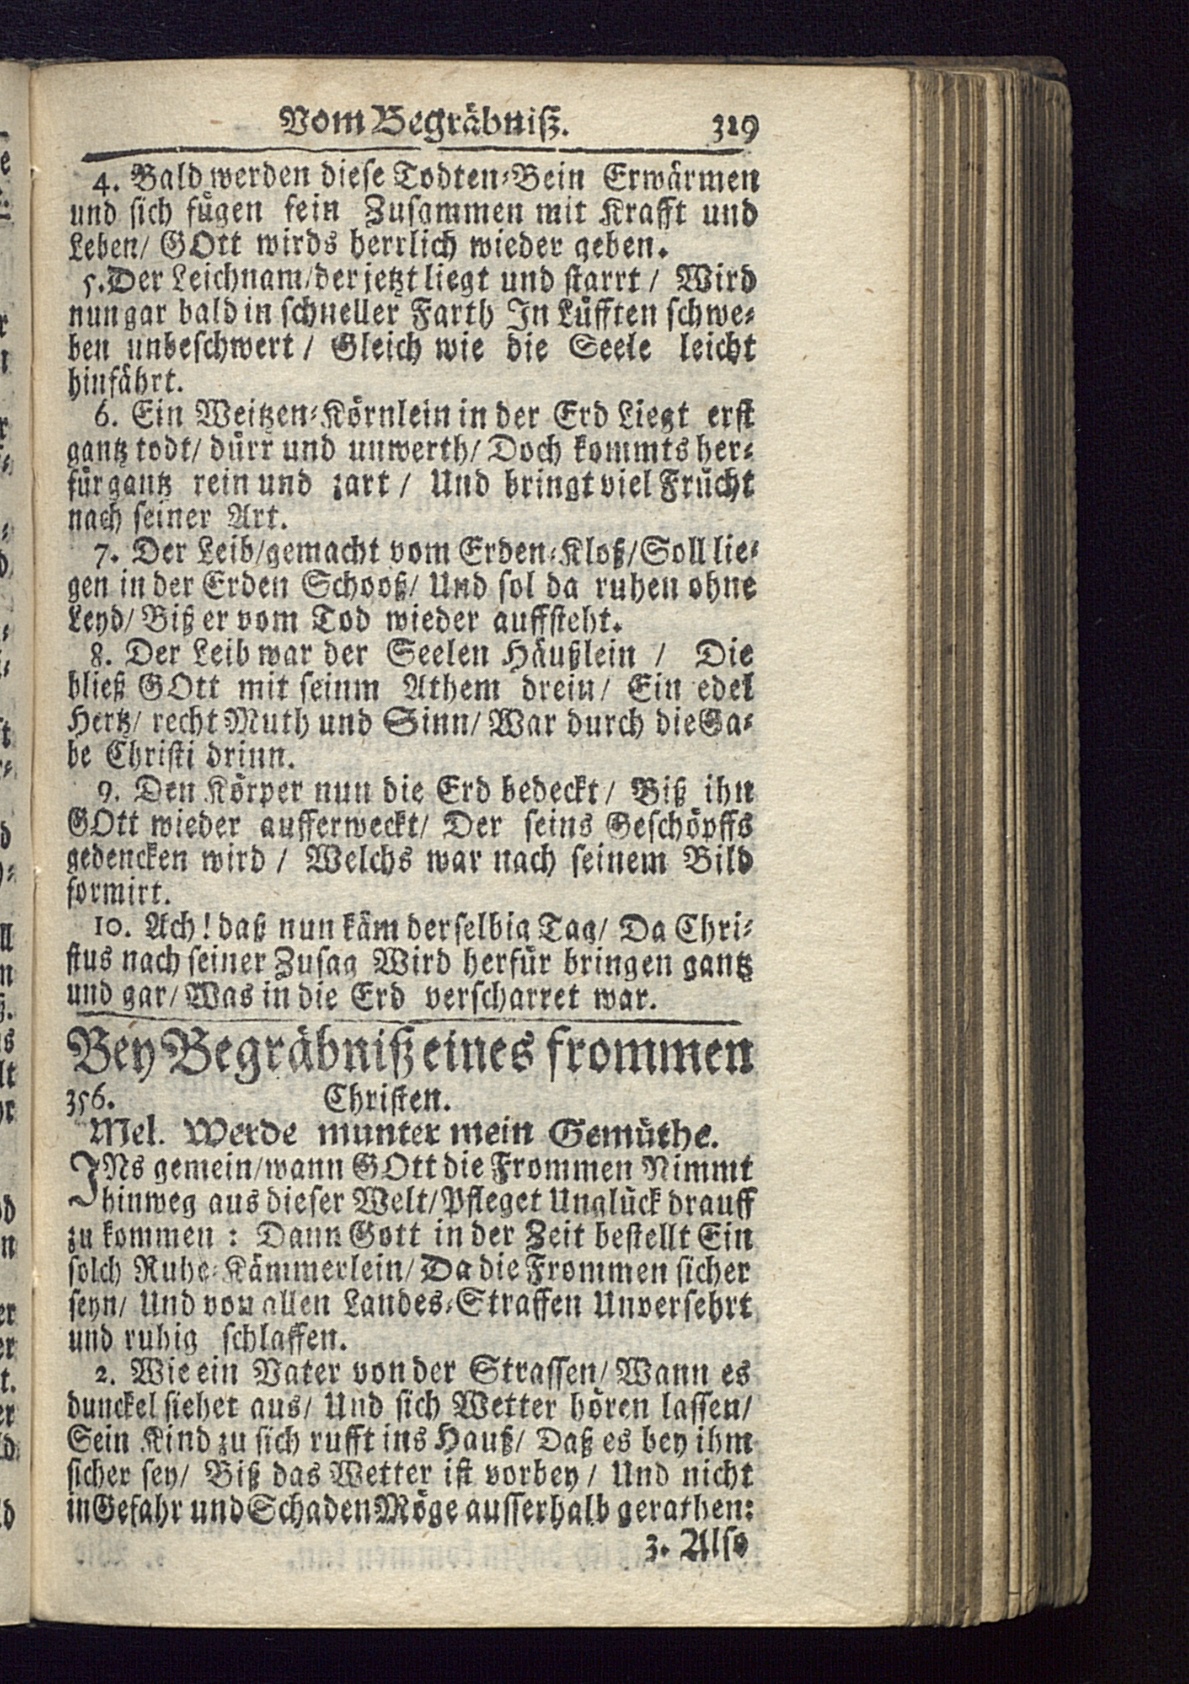 Vom Begräbniß. 319
4. Bald werden diese Todten-Bein Erwärmen
und sich fügen fein Zusammen mit Krafft und
Leben/ GOtt wirds herrlich wieder geben.
5. Der Leichnam/ der jetzt liegt und starrt / Wird
nun gar bald in schneller Farth In Lüfften schwe-
ben unbeschwert / Gleich wie die Seele leicht
hinfährt.
6. Ein Weitzen-Körnlein in der Erd Liegt erst
gantz todt/ dürr und unwerth/ Doch kommts her-
für gantz rein und zart / Und bringt viel Frücht
nach seiner Art.
7. Der Leib/ gemacht vom Erden-Kloß/ Soll lie-
gen in der Erden Schooß/ Und sol da ruhen ohne
Leyd/ Biß er vom Tod wieder auffsteht.
8. Der Leib war der Seelen Häußlein / Die
bließ GOtt mit seinm Athem drein/ Ein edel
Hertz/ recht Muth und Sinn/ War durch die Ga-
be Christi drinn.
9. Den Körper nun die Erd bedeckt/ Biß ihn
GOtt wieder aufferweckt/ Der seins Geschöpffs
gedencken wird / Welchs war nach seinem Bild
formirt.
10. Ach! daß nun käm derselbig Tag/ Da Chri-
stus nach seiner Zusag Wird herfür bringen gantz
und gar/ Was in die Erd verscharret war.
Bey Begräbniß eines frommen
356. Christen.
Mel. Werde munter mein Gemüthe.
INs gemein/ wann GOtt die Frommen Nimmt
hinweg aus dieser Welt/ Pfleget Unglück drauff
zu kommen : Dann Gott in der Zeit bestellt Ein
solch Ruhe-Kämmerlein/ Da die Frommen sicher
seyn/ Und von allen Landes-Straffen Unversehrt
und ruhig schlaffen.
2. Wie ein Vater von der Strassen/ Wann es
dunckel siehet aus/ Und sich Wetter hören lassen/
Sein Kind zu sich rufft ins Hauß/ Daß es bey ihm
sicher sey/ Biß das Wetter ist vorbey / Und nicht
in Gefahr und Schaden Möge ausserhalb gerathen:
3. Also